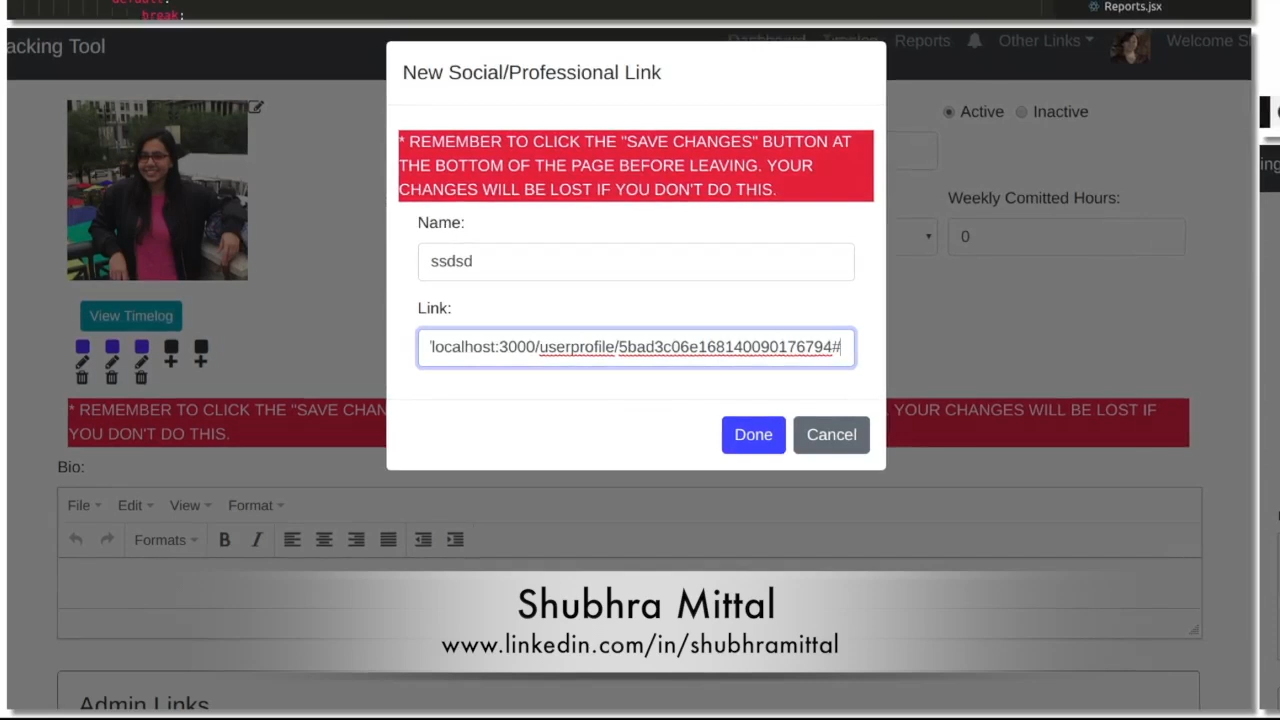 break;
Reports.jsx
acking Tool
Dashboard Timelog Reports Other Links Welcome
New Social/Professional Link
Active Inactive
* REMEMBER TO CLICK THE "SAVE CHANGES" BUTTON AT
THE BOTTOM OF THE PAGE BEFORE LEAVING. YOUR
CHANGES WILL BE LOST IF YOU DON'T DO THIS.
Weekly Comitted Hours:
Name:
0
ssdsd
Link:
View Timelog
localhost:3000/userprofile/5bad3c06e168140090176794#
* REMEMBER TO CLICK THE "SAVE CHAN
YOUR CHANGES WILL BE LOST IF
YOU DON'T DO THIS.
Done Cancel
Bio:
File Edit View Format
Formats B I
Shubhra Mittal
www.linkedin.com/in/shubhramittal
Admin Links